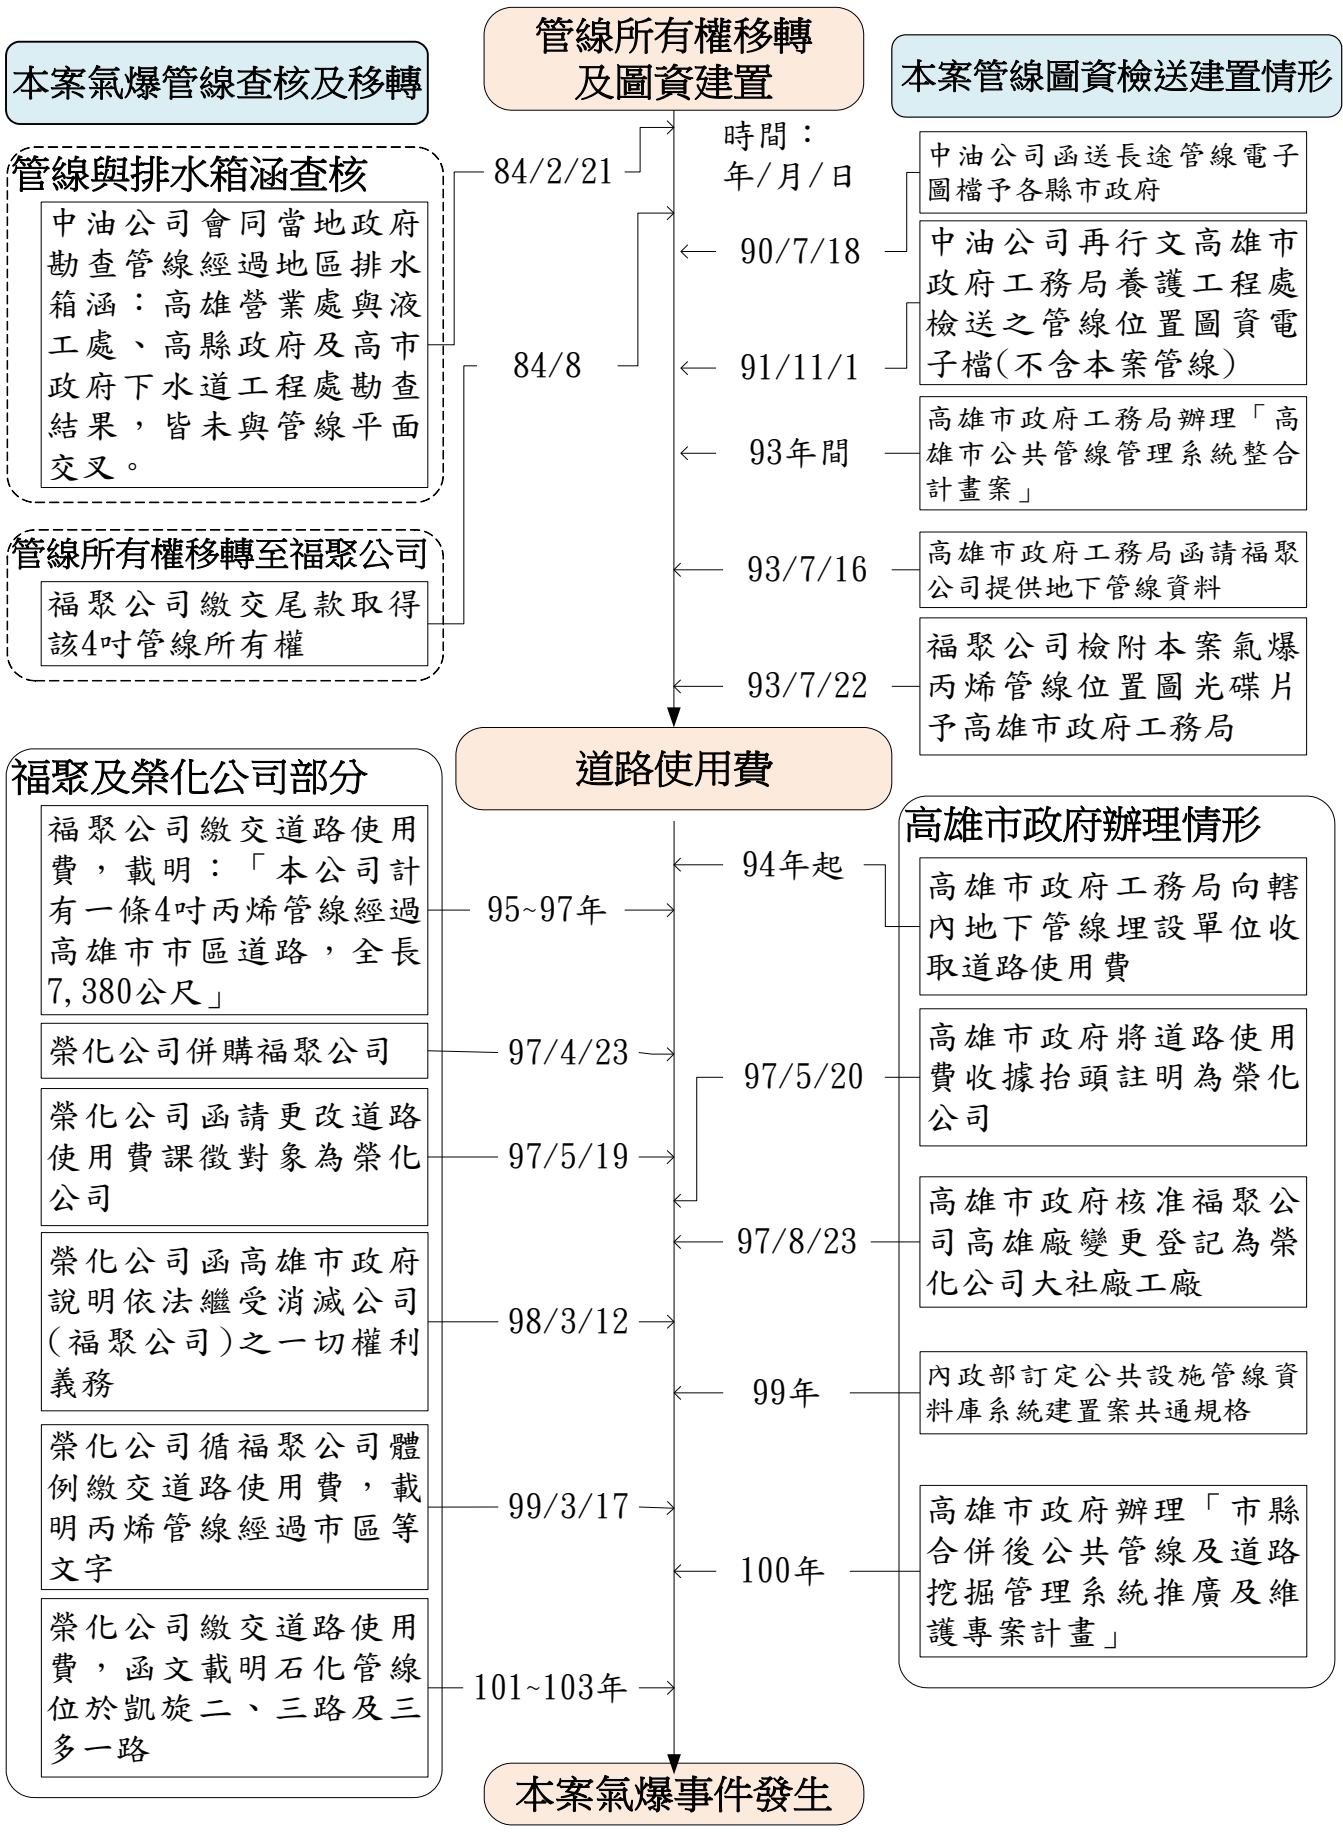 管線所有權移轉
及圖資建置
本案氣爆管線查核及移轉
本案管線圖資檢送建置情形
時間：
年/月/日
管線與排水箱涵查核
中油公司會同當地政府
勘查管線經過地區排水
箱涵：高雄營業處與液
工處、高縣政府及高市
政府下水道工程處勘查
結果，皆未與管線平面
交叉。
84/2/21
管線所有權移轉至福聚公司
福聚公司繳交尾款取得
該4吋管線所有權
84/8
中油公司函送長途管線電子
圖檔予各縣市政府
90/7/18
中油公司再行文高雄市
政府工務局養護工程處
檢送之管線位置圖資電
子檔(不含本案管線)
91/11/1
高雄市政府工務局辦理「高
雄市公共管線管理系統整合
計畫案」
93年間
高雄市政府工務局函請福聚
公司提供地下管線資料
93/7/16
福聚公司檢附本案氣爆
丙烯管線位置圖光碟片
予高雄市政府工務局
93/7/22
道路使用費
福聚及榮化公司部分
福聚公司繳交道路使用
費，載明：「本公司計
有一條4吋丙烯管線經過
高雄市市區道路，全長
7,380公尺」
95~97年
榮化公司併購福聚公司
97/4/23
榮化公司函請更改道路
使用費課徵對象為榮化
公司
97/5/19
榮化公司函高雄市政府
說明依法繼受消滅公司
(福聚公司)之一切權利
義務
98/3/12
榮化公司循福聚公司體
例繳交道路使用費，載
明丙烯管線經過市區等
文字
99/3/17
榮化公司繳交道路使用
費，函文載明石化管線
位於凱旋二、三路及三
多一路
101~103年
高雄市政府辦理情形
高雄市政府工務局向轄
內地下管線埋設單位收
取道路使用費
94年起
高雄市政府將道路使用
費收據抬頭註明為榮化
公司
97/5/20
高雄市政府核准福聚公
司高雄廠變更登記為榮
化公司大社廠工廠
97/8/23
內政部訂定公共設施管線資
料庫系統建置案共通規格
99年
高雄市政府辦理「市縣
合併後公共管線及道路
挖掘管理系統推廣及維
護專案計畫」
100年
本案氣爆事件發生